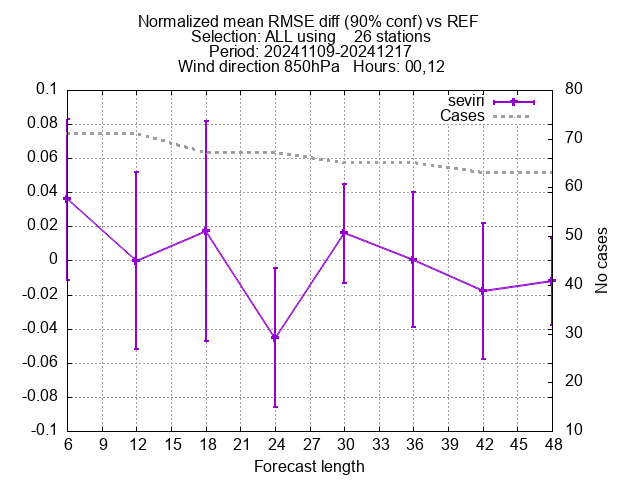 Normalized mean RMSE diff (90% conf) vs REF
Selection: ALL using    26 stations
Period: 20241109-20241217
Wind direction 850hPa   Hours: 00,12
seviri
Cases
0.1
0.08
0.06
0.04
0.02
0
-0.02
-0.04
-0.06
-0.08
-0.1
80
70
60
50
40
30
20
10
No cases
6 9 12 15 18 21 24 27 30 33 36 39 42 45 48
Forecast length